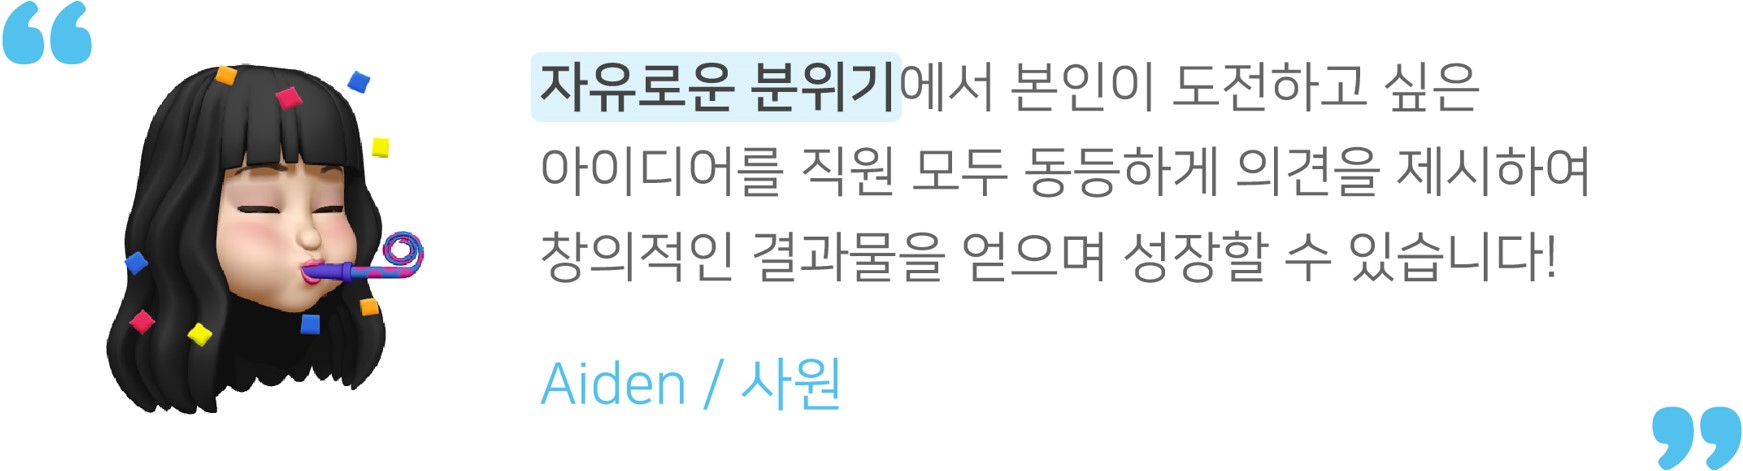 자유로운 분위기에서 본인이 도전하고 싶은
아이디어를 직원 모두 동등하게 의견을 제시하여
창의적인 결과물을 얻으며 성장할 수 있습니다!
Aiden / 사원